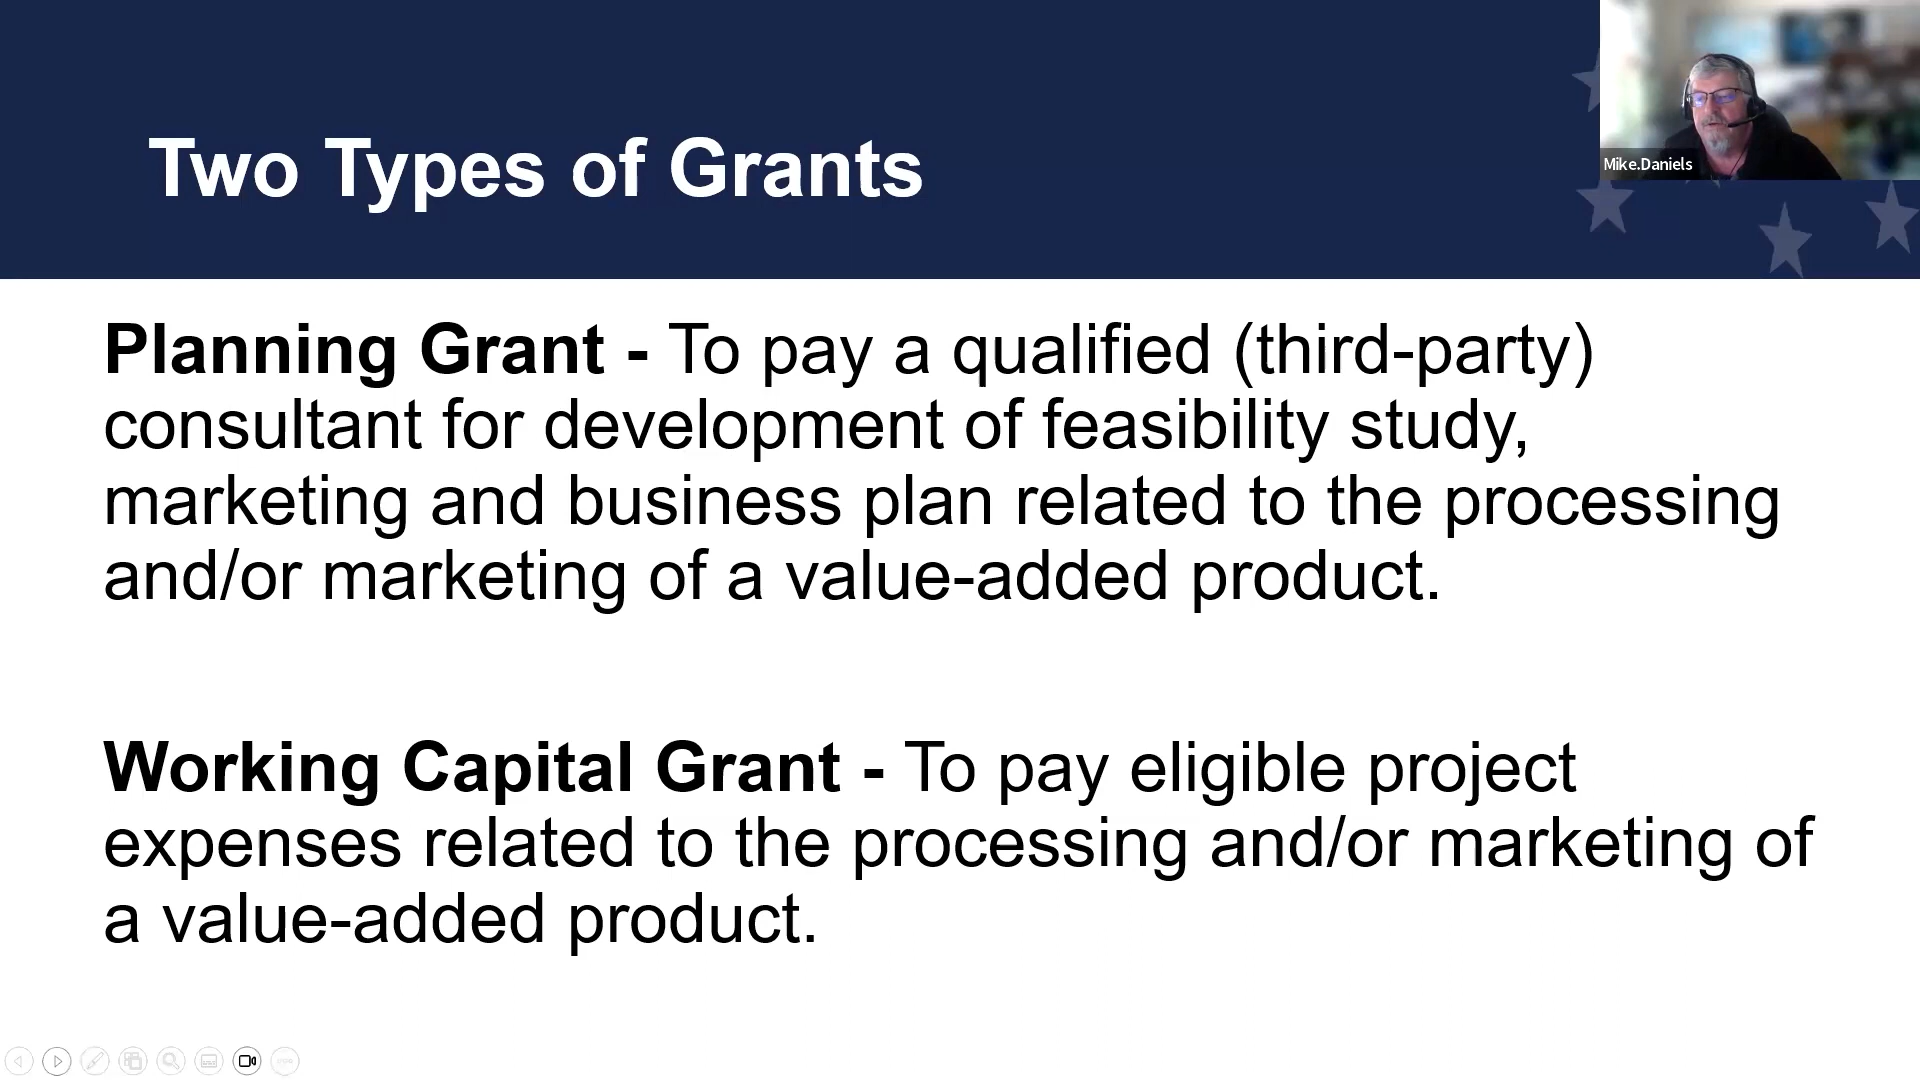 Two Types of Grants
Mike.Daniels
Planning Grant - To pay a qualified (third-party)
consultant for development of feasibility study,
marketing and business plan related to the processing
and/or marketing of a value-added product.
Working Capital Grant - To pay eligible project
expenses related to the processing and/or marketing of
a value-added product.